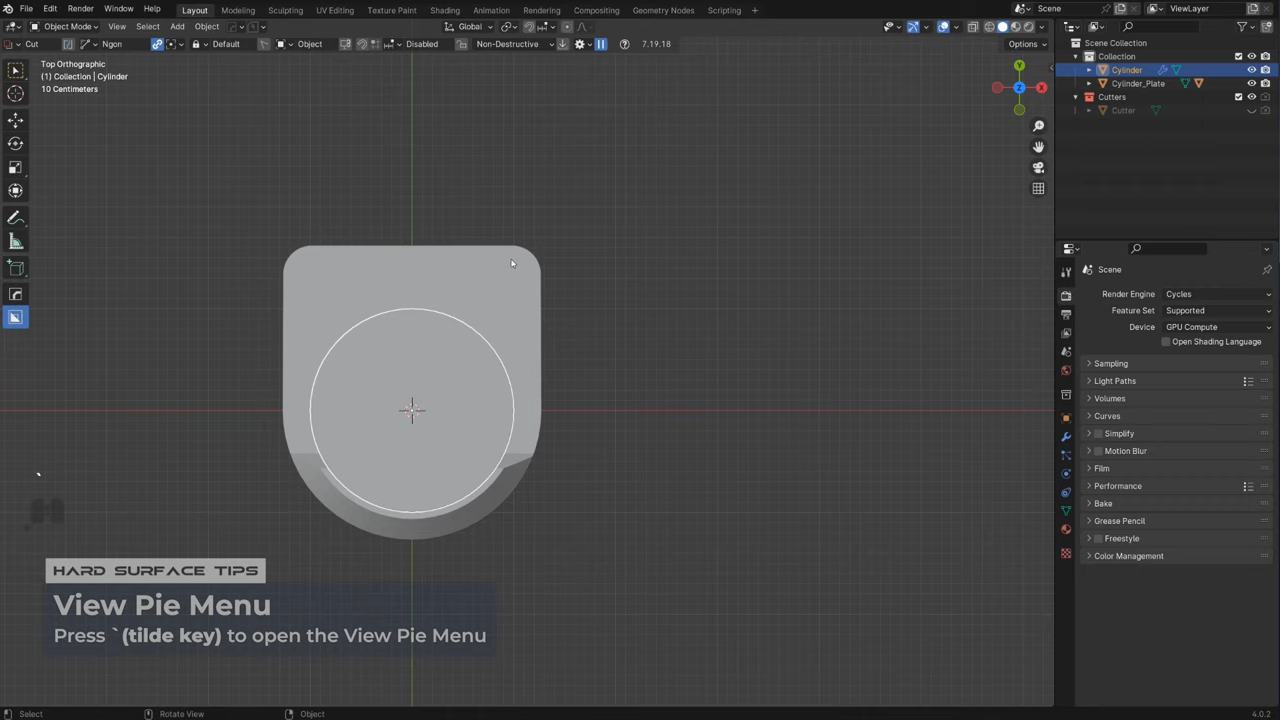 File Edit Render Window Help Layout Modeling Sculpting UV Editing Texture Paint Shading Animation Rendering Compositing Geometry Nodes Scripting Scene ViewLayer
Object Mode View Select Add Object Global
Cut Ngon Default Object Disabled Non-Destructive 7.19.18 Options
Top Orthographic
(1) Collection | Cylinder
10 Centimeters
Y
Z
X
Scene Collection
Collection
Cylinder
Cylinder_Plate
Cutters
Cutter
Scene
Render Engine Cycles
Feature Set Supported
Device GPU Compute
Open Shading Language
Sampling
Light Paths
Volumes
Curves
Simplify
Motion Blur
Film
Performance
Bake
Grease Pencil
Freestyle
Color Management
HARD SURFACE TIPS
View Pie Menu
Press `(tilde key) to open the View Pie Menu
Select Rotate View Object 4.0.2